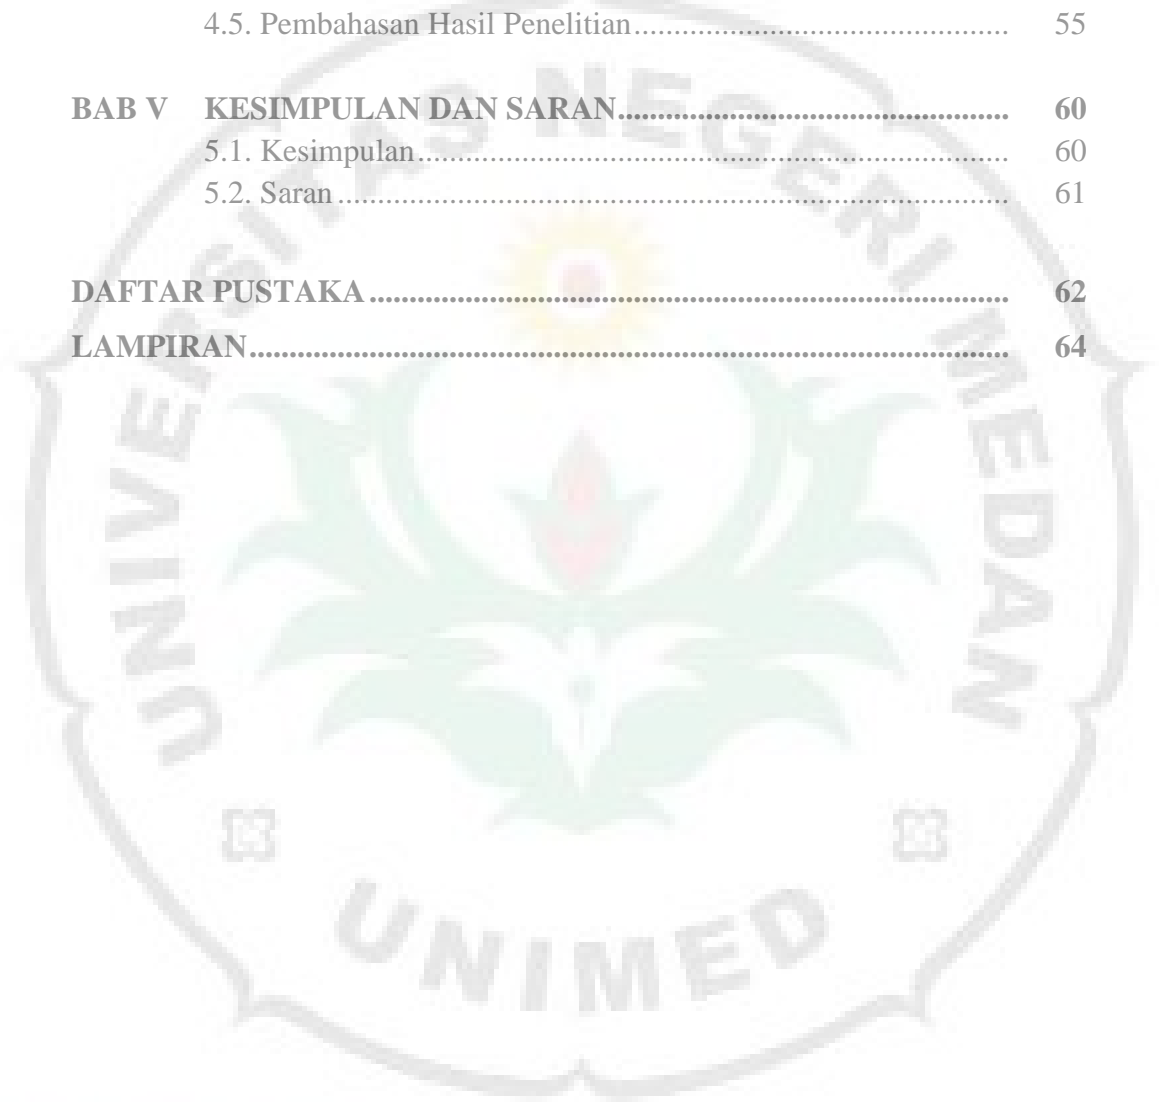 4.5. Pembahasan Hasil Penelitian............................................... 55
BAB V KESIMPULAN DAN SARAN................................................. 60
5.1. Kesimpulan.......................................................................... 60
5.2. Saran.................................................................................... 61
DAFTAR PUSTAKA................................................................................ 62
LAMPIRAN............................................................................................... 64
UNIVERSITAS NEGERI MEDAN
UNIMED